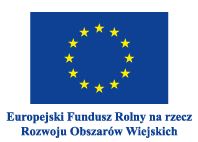 Europejski Fundusz Rolny na rzecz
Rozwoju Obszarów Wiejskich